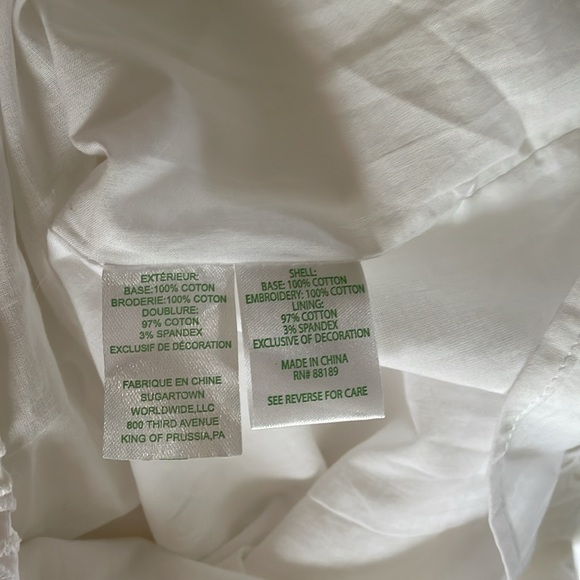 EXTÉRIEUR:
BASE:100% COTON
BRODERIE:100% COTON
DOUBLURE:
97% COTON
3% SPANDEX
EXCLUSIF DE DÉCORATION
FABRIQUE EN CHINE
SUGARTOWN
WORLDWIDE,LLC
800 THIRD AVENUE
KING OF PRUSSIA,PA
SHELL:
BASE: 100% COTTON
EMBROIDERY: 100% COTTON
LINING:
97% COTTON
3% SPANDEX
EXCLUSIVE OF DECORATION
MADE IN CHINA
RN# 88189
SEE REVERSE FOR CARE